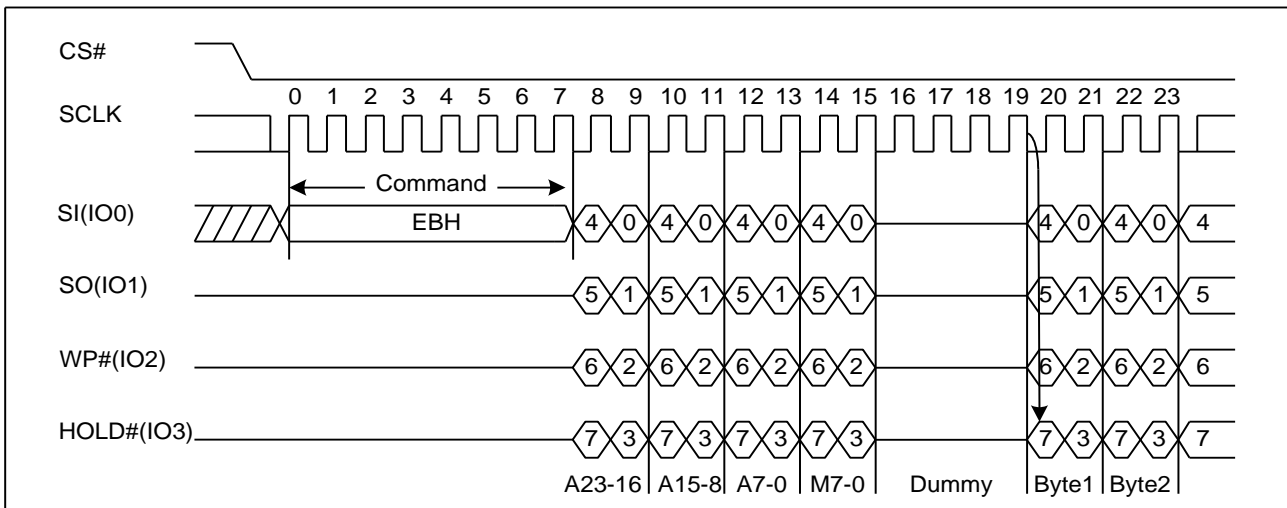 CS#
0 1 2 3 4 5 6 7 8 9 10 11 12 13 14 15 16 17 18 19 20 21 22 23
SCLK
Command
SI(IO0) EBH 4 0 4 0 4 0 4 0 4 0 4 0 4
SO(IO1) 5 1 5 1 5 1 5 1 5 1 5 1 5
WP#(IO2) 6 2 6 2 6 2 6 2 6 2 6 2 6
HOLD#(IO3) 7 3 7 3 7 3 7 3 7 3 7 3 7
A23-16 A15-8 A7-0 M7-0 Dummy Byte1 Byte2